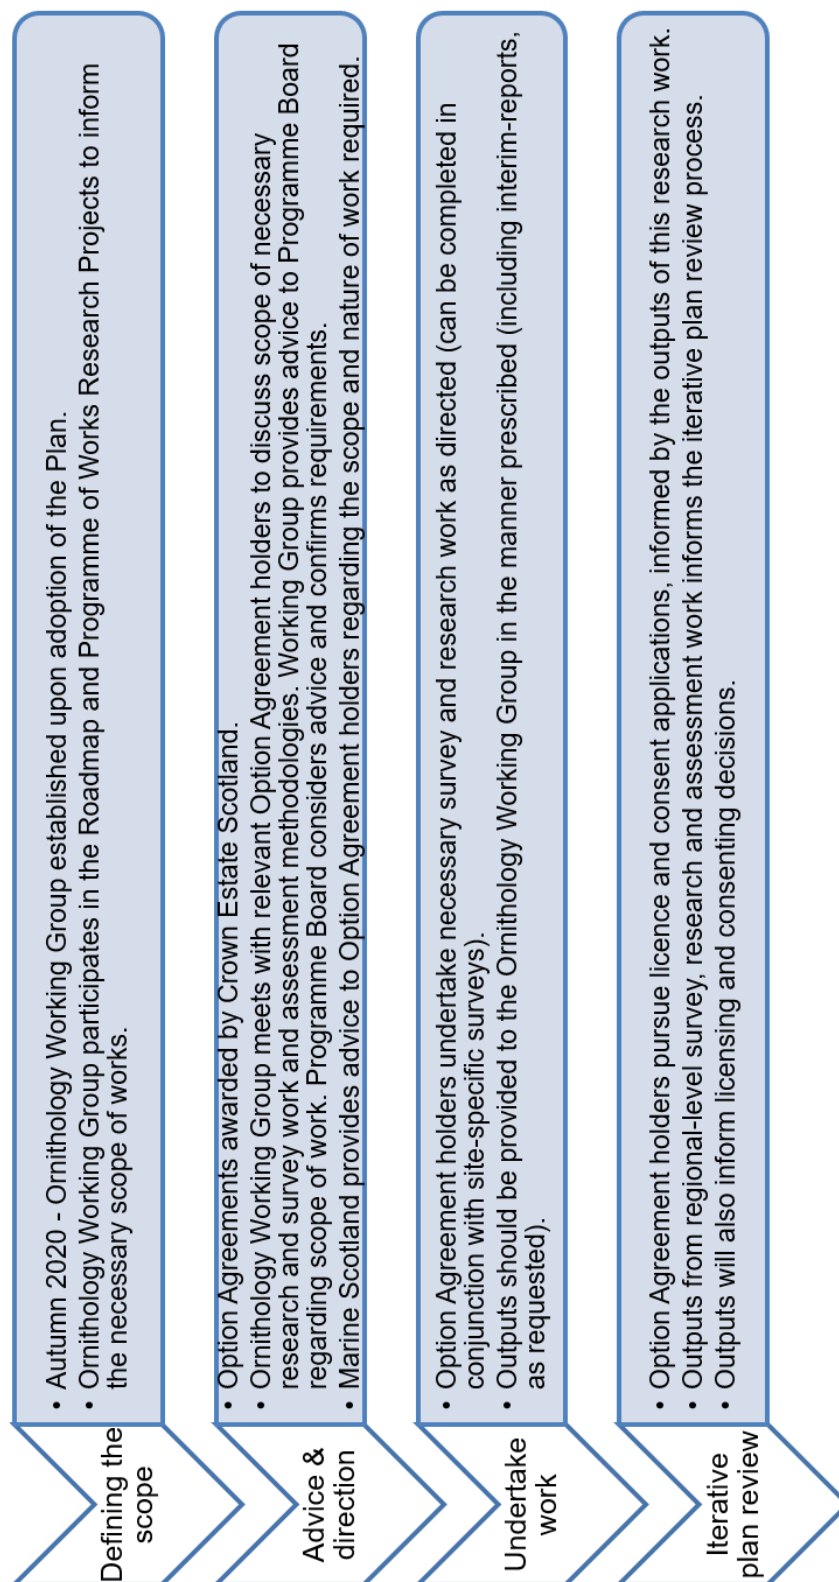 Defining the
scope
• Autumn 2020 - Ornithology Working Group established upon adoption of the Plan.
• Ornithology Working Group participates in the Roadmap and Programme of Works Research Projects to inform
the necessary scope of works.
Advice &
direction
• Option Agreements awarded by Crown Estate Scotland.
• Ornithology Working Group meets with relevant Option Agreement holders to discuss scope of necessary
research and survey work and assessment methodologies. Working Group provides advice to Programme Board
regarding scope of work. Programme Board considers advice and confirms requirements.
• Marine Scotland provides advice to Option Agreement holders regarding the scope and nature of work required.
Undertake
work
• Option Agreement holders undertake necessary survey and research work as directed (can be completed in
conjunction with site-specific surveys).
• Outputs should be provided to the Ornithology Working Group in the manner prescribed (including interim-reports,
as requested).
Iterative
plan review
• Option Agreement holders pursue licence and consent applications, informed by the outputs of this research work.
• Outputs from regional-level survey, research and assessment work informs the iterative plan review process.
• Outputs will also inform licensing and consenting decisions.